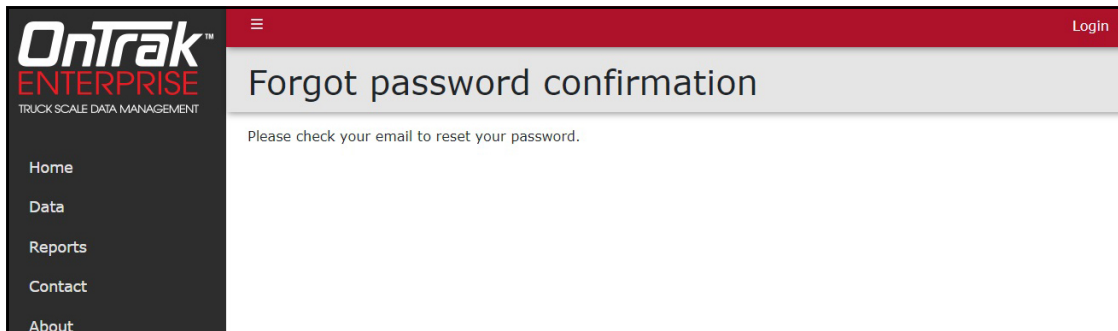 OnTrak™
ENTERPRISE
TRUCK SCALE DATA MANAGEMENT
Home
Data
Reports
Contact
About
Login
Forgot password confirmation
Please check your email to reset your password.